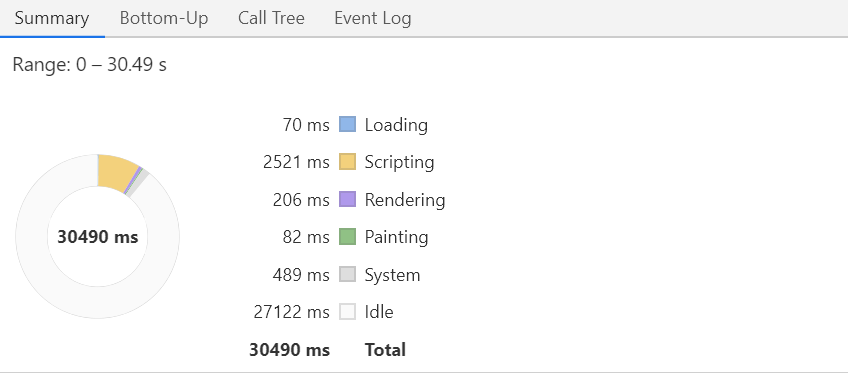 Summary Bottom-Up Call Tree Event Log
Range: 0 – 30.49 s
70 ms Loading
2521 ms Scripting
206 ms Rendering
30490 ms
82 ms Painting
489 ms System
27122 ms Idle
30490 ms Total